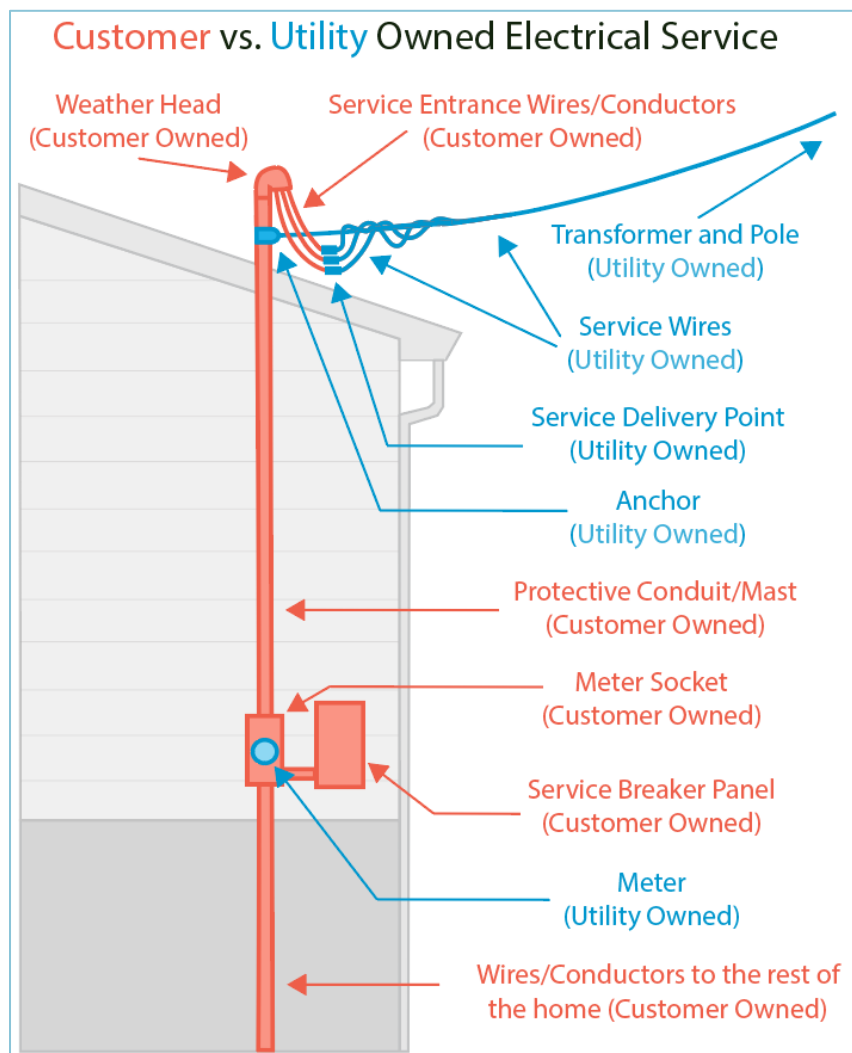 Customer vs. Utility Owned Electrical Service
Weather Head
(Customer Owned)
Service Entrance Wires/Conductors
(Customer Owned)
Transformer and Pole
(Utility Owned)
Service Wires
(Utility Owned)
Service Delivery Point
(Utility Owned)
Anchor
(Utility Owned)
Protective Conduit/Mast
(Customer Owned)
Meter Socket
(Customer Owned)
Service Breaker Panel
(Customer Owned)
Meter
(Utility Owned)
Wires/Conductors to the rest of
the home (Customer Owned)